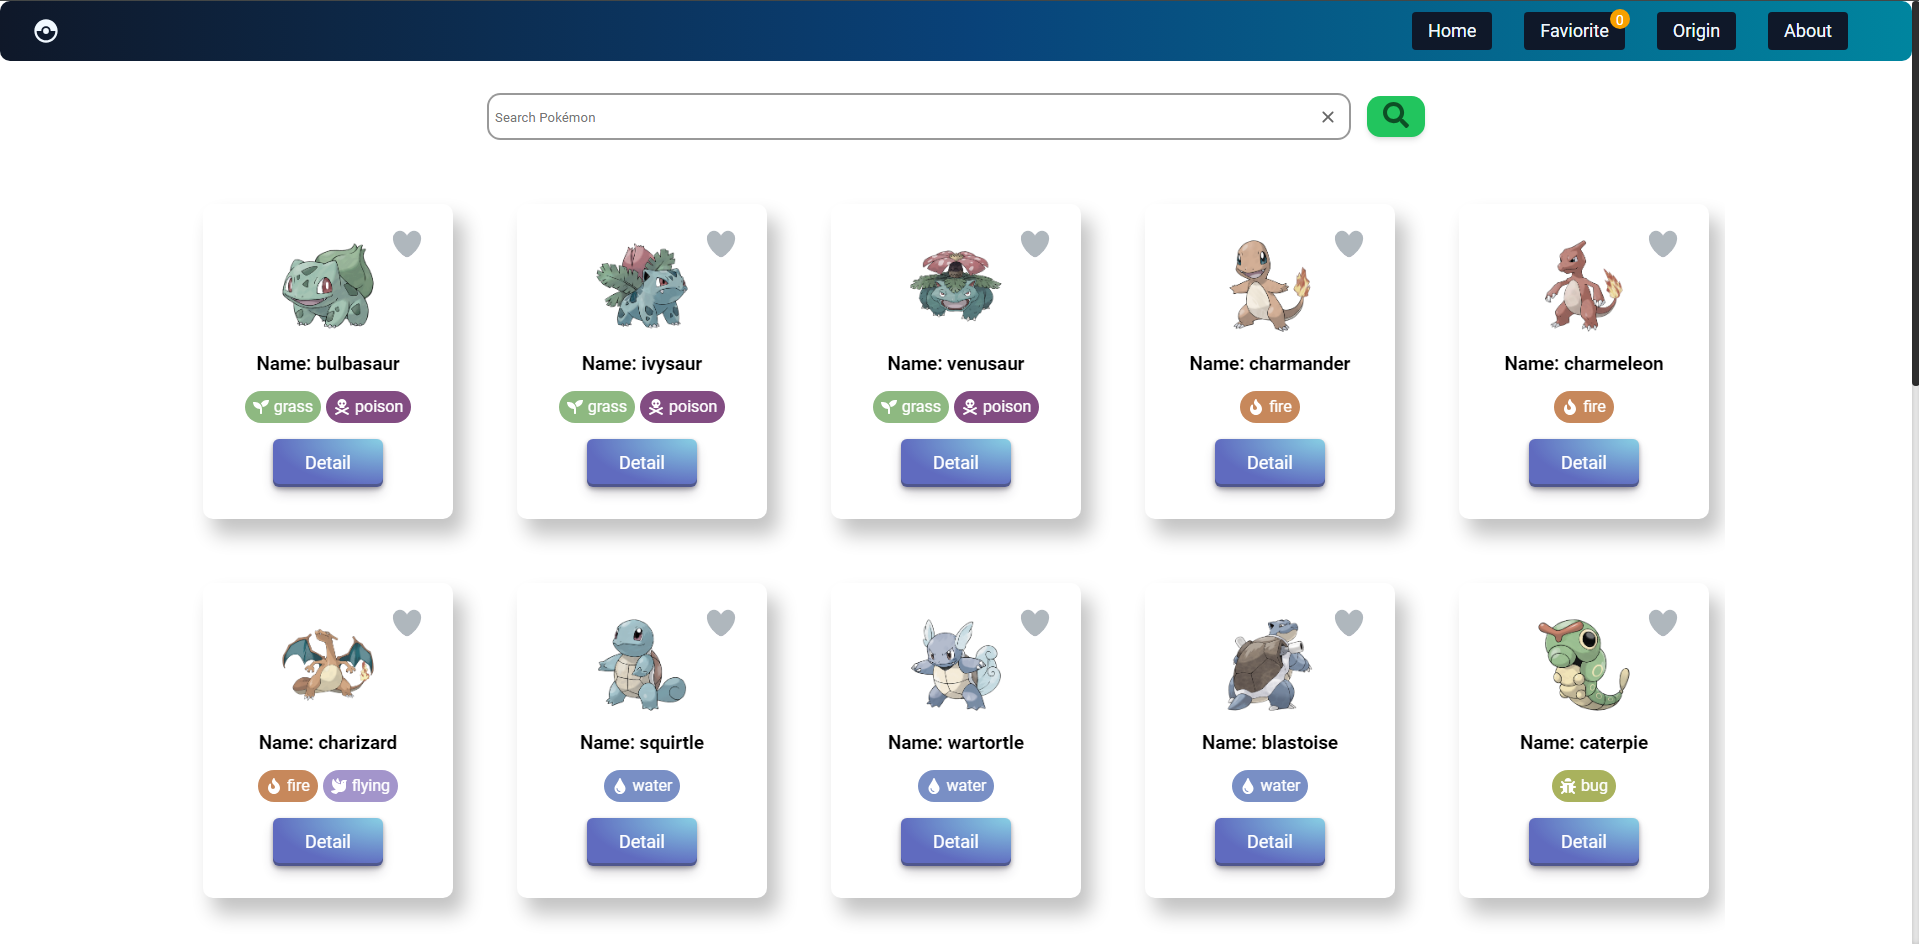 Home Faviorite 0 Origin About
Search Pokémon
Name: bulbasaur Name: ivysaur Name: venusaur Name: charmander Name: charmeleon
grass poison grass poison grass poison fire fire
Detail Detail Detail Detail Detail
Name: charizard Name: squirtle Name: wartortle Name: blastoise Name: caterpie
fire flying water water water bug
Detail Detail Detail Detail Detail